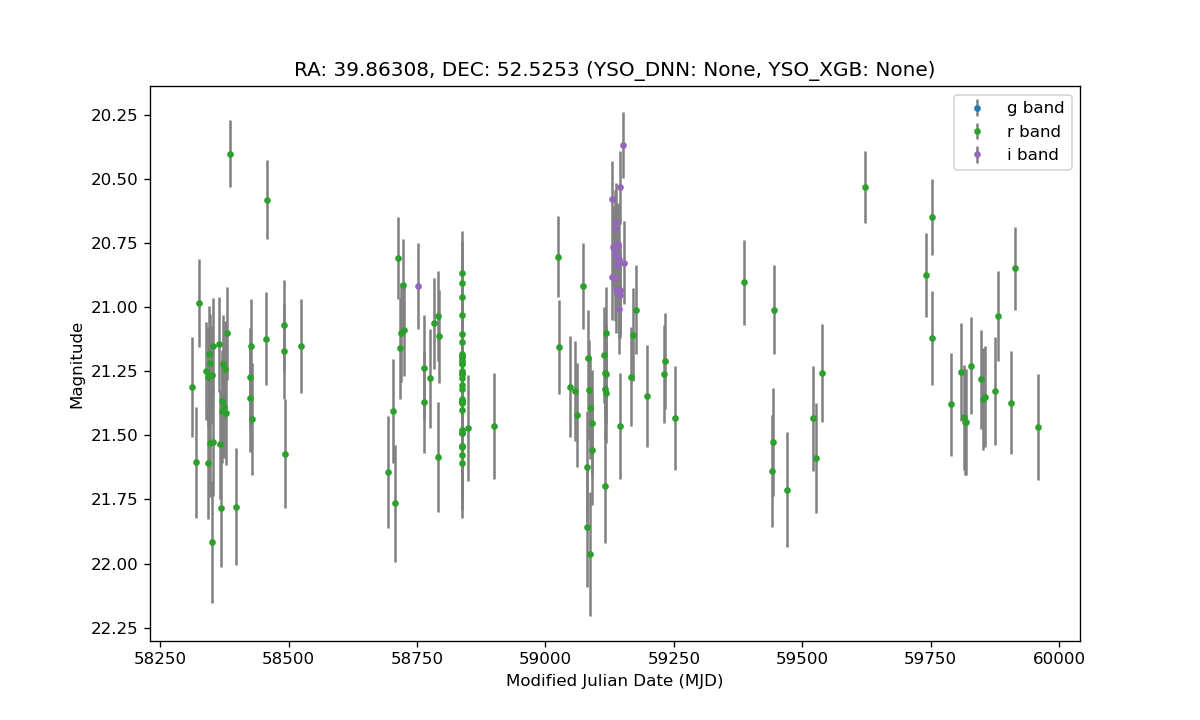 RA: 39.86308, DEC: 52.5253 (YSO_DNN: None, YSO_XGB: None)
g band
r band
i band
20.25
20.50
20.75
21.00
21.25
21.50
21.75
22.00
22.25
Magnitude
58250 58500 58750 59000 59250 59500 59750 60000
Modified Julian Date (MJD)